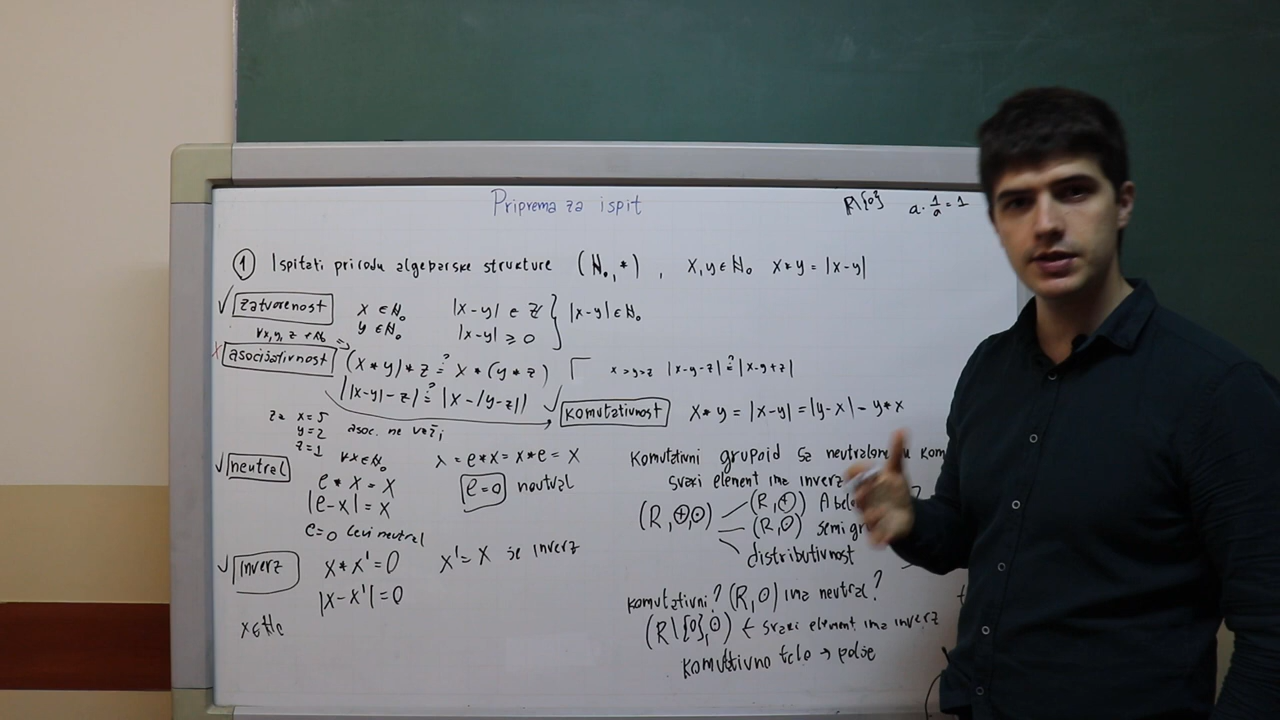 Priprema za ispit
R\{0} a·1/a=1
① Ispitati prirodu algebarske strukture (N₀,*), x,y∈N₀ x*y=|x-y|
✓ zatvorenost x∈N₀ |x-y|∈Z
y∈N₀ |x-y|≥0 } |x-y|∈N₀
∀x,y,z∈N₀
x asocijativnost (x*y)*z ≟ x*(y*z)
||x-y|-z| ≟ |x-|y-z||
x>y>z |x-y-z| ≟ |x-y+z|
za x=5
y=2 asoc. ne važi
z=1
✓ komutativnost x*y=|x-y|=|y-x|=y*x
✓ neutral ∀x∈N₀ x=e*x=x*e=x
e*x=x e=0 neutral
|e-x|=x
e=0 levi neutral
✓ inverz x*x'=0 x'=x je inverz
|x-x'|=0
x∈N₀
komutativni grupoid sa neutralom u kom
svaki element ima inverz
(R,⊕,⊙) (R,⊕) Abel
(R,⊙) semigr
distributivnost
komutativni? (R,⊙) ima neutral?
(R\{0},⊙) ← svaki element ima inverz
komutativno telo → polje